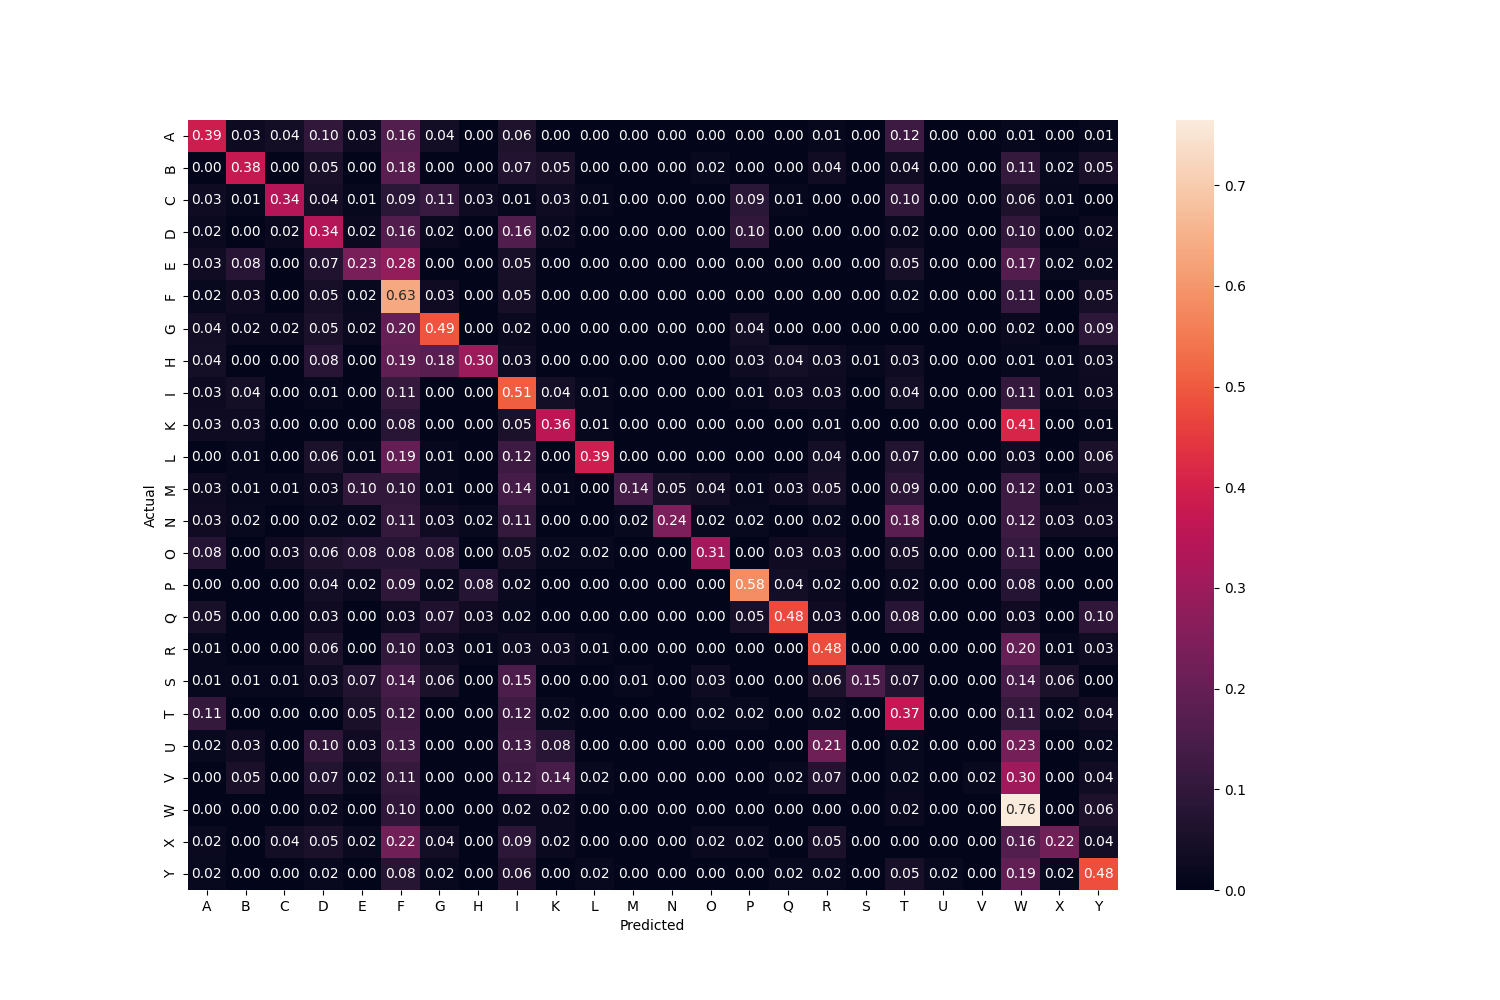 A 0.39 0.03 0.04 0.10 0.03 0.16 0.04 0.00 0.06 0.00 0.00 0.00 0.00 0.00 0.00 0.00 0.01 0.00 0.12 0.00 0.00 0.01 0.00 0.01
B 0.00 0.38 0.00 0.05 0.00 0.18 0.00 0.00 0.07 0.05 0.00 0.00 0.00 0.02 0.00 0.00 0.04 0.00 0.04 0.00 0.00 0.11 0.02 0.05
C 0.03 0.01 0.34 0.04 0.01 0.09 0.11 0.03 0.01 0.03 0.01 0.00 0.00 0.00 0.09 0.01 0.00 0.00 0.10 0.00 0.00 0.06 0.01 0.00
D 0.02 0.00 0.02 0.34 0.02 0.16 0.02 0.00 0.16 0.02 0.00 0.00 0.00 0.00 0.10 0.00 0.00 0.00 0.02 0.00 0.00 0.10 0.00 0.02
E 0.03 0.08 0.00 0.07 0.23 0.28 0.00 0.00 0.05 0.00 0.00 0.00 0.00 0.00 0.00 0.00 0.00 0.00 0.05 0.00 0.00 0.17 0.02 0.02
F 0.02 0.03 0.00 0.05 0.02 0.63 0.03 0.00 0.05 0.00 0.00 0.00 0.00 0.00 0.00 0.00 0.00 0.00 0.02 0.00 0.00 0.11 0.00 0.05
G 0.04 0.02 0.02 0.05 0.02 0.20 0.49 0.00 0.02 0.00 0.00 0.00 0.00 0.00 0.04 0.00 0.00 0.00 0.00 0.00 0.00 0.02 0.00 0.09
H 0.04 0.00 0.00 0.08 0.00 0.19 0.18 0.30 0.03 0.00 0.00 0.00 0.00 0.00 0.03 0.04 0.03 0.01 0.03 0.00 0.00 0.01 0.01 0.03
I 0.03 0.04 0.00 0.01 0.00 0.11 0.00 0.00 0.51 0.04 0.01 0.00 0.00 0.00 0.01 0.03 0.03 0.00 0.04 0.00 0.00 0.11 0.01 0.03
K 0.03 0.03 0.00 0.00 0.00 0.08 0.00 0.00 0.05 0.36 0.01 0.00 0.00 0.00 0.00 0.00 0.01 0.00 0.00 0.00 0.00 0.41 0.00 0.01
L 0.00 0.01 0.00 0.06 0.01 0.19 0.01 0.00 0.12 0.00 0.39 0.00 0.00 0.00 0.00 0.00 0.04 0.00 0.07 0.00 0.00 0.03 0.00 0.06
M 0.03 0.01 0.01 0.03 0.10 0.10 0.01 0.00 0.14 0.01 0.00 0.14 0.05 0.04 0.01 0.03 0.05 0.00 0.09 0.00 0.00 0.12 0.01 0.03
N 0.03 0.02 0.00 0.02 0.02 0.11 0.03 0.02 0.11 0.00 0.00 0.02 0.24 0.02 0.02 0.00 0.02 0.00 0.18 0.00 0.00 0.12 0.03 0.03
O 0.08 0.00 0.03 0.06 0.08 0.08 0.08 0.00 0.05 0.02 0.02 0.00 0.00 0.31 0.00 0.03 0.03 0.00 0.05 0.00 0.00 0.11 0.00 0.00
P 0.00 0.00 0.00 0.04 0.02 0.09 0.02 0.08 0.02 0.00 0.00 0.00 0.00 0.00 0.58 0.04 0.02 0.00 0.02 0.00 0.00 0.08 0.00 0.00
Q 0.05 0.00 0.00 0.03 0.00 0.03 0.07 0.03 0.02 0.00 0.00 0.00 0.00 0.00 0.05 0.48 0.03 0.00 0.08 0.00 0.00 0.03 0.00 0.10
R 0.01 0.00 0.00 0.06 0.00 0.10 0.03 0.01 0.03 0.03 0.01 0.00 0.00 0.00 0.00 0.00 0.48 0.00 0.00 0.00 0.00 0.20 0.01 0.03
S 0.01 0.01 0.01 0.03 0.07 0.14 0.06 0.00 0.15 0.00 0.00 0.01 0.00 0.03 0.00 0.00 0.06 0.15 0.07 0.00 0.00 0.14 0.06 0.00
T 0.11 0.00 0.00 0.00 0.05 0.12 0.00 0.00 0.12 0.02 0.00 0.00 0.00 0.02 0.02 0.00 0.02 0.00 0.37 0.00 0.00 0.11 0.02 0.04
U 0.02 0.03 0.00 0.10 0.03 0.13 0.00 0.00 0.13 0.08 0.00 0.00 0.00 0.00 0.00 0.00 0.21 0.00 0.02 0.00 0.00 0.23 0.00 0.02
V 0.00 0.05 0.00 0.07 0.02 0.11 0.00 0.00 0.12 0.14 0.02 0.00 0.00 0.00 0.00 0.02 0.07 0.00 0.02 0.00 0.02 0.30 0.00 0.04
W 0.00 0.00 0.00 0.02 0.00 0.10 0.00 0.00 0.02 0.02 0.00 0.00 0.00 0.00 0.00 0.00 0.00 0.00 0.02 0.00 0.00 0.76 0.00 0.06
X 0.02 0.00 0.04 0.05 0.02 0.22 0.04 0.00 0.09 0.02 0.00 0.00 0.00 0.02 0.02 0.00 0.05 0.00 0.00 0.00 0.00 0.16 0.22 0.04
Y 0.02 0.00 0.00 0.02 0.00 0.08 0.02 0.00 0.06 0.00 0.02 0.00 0.00 0.00 0.00 0.02 0.02 0.00 0.05 0.02 0.00 0.19 0.02 0.48
A B C D E F G H I K L M N O P Q R S T U V W X Y
Predicted
Actual
0.7
0.6
0.5
0.4
0.3
0.2
0.1
0.0